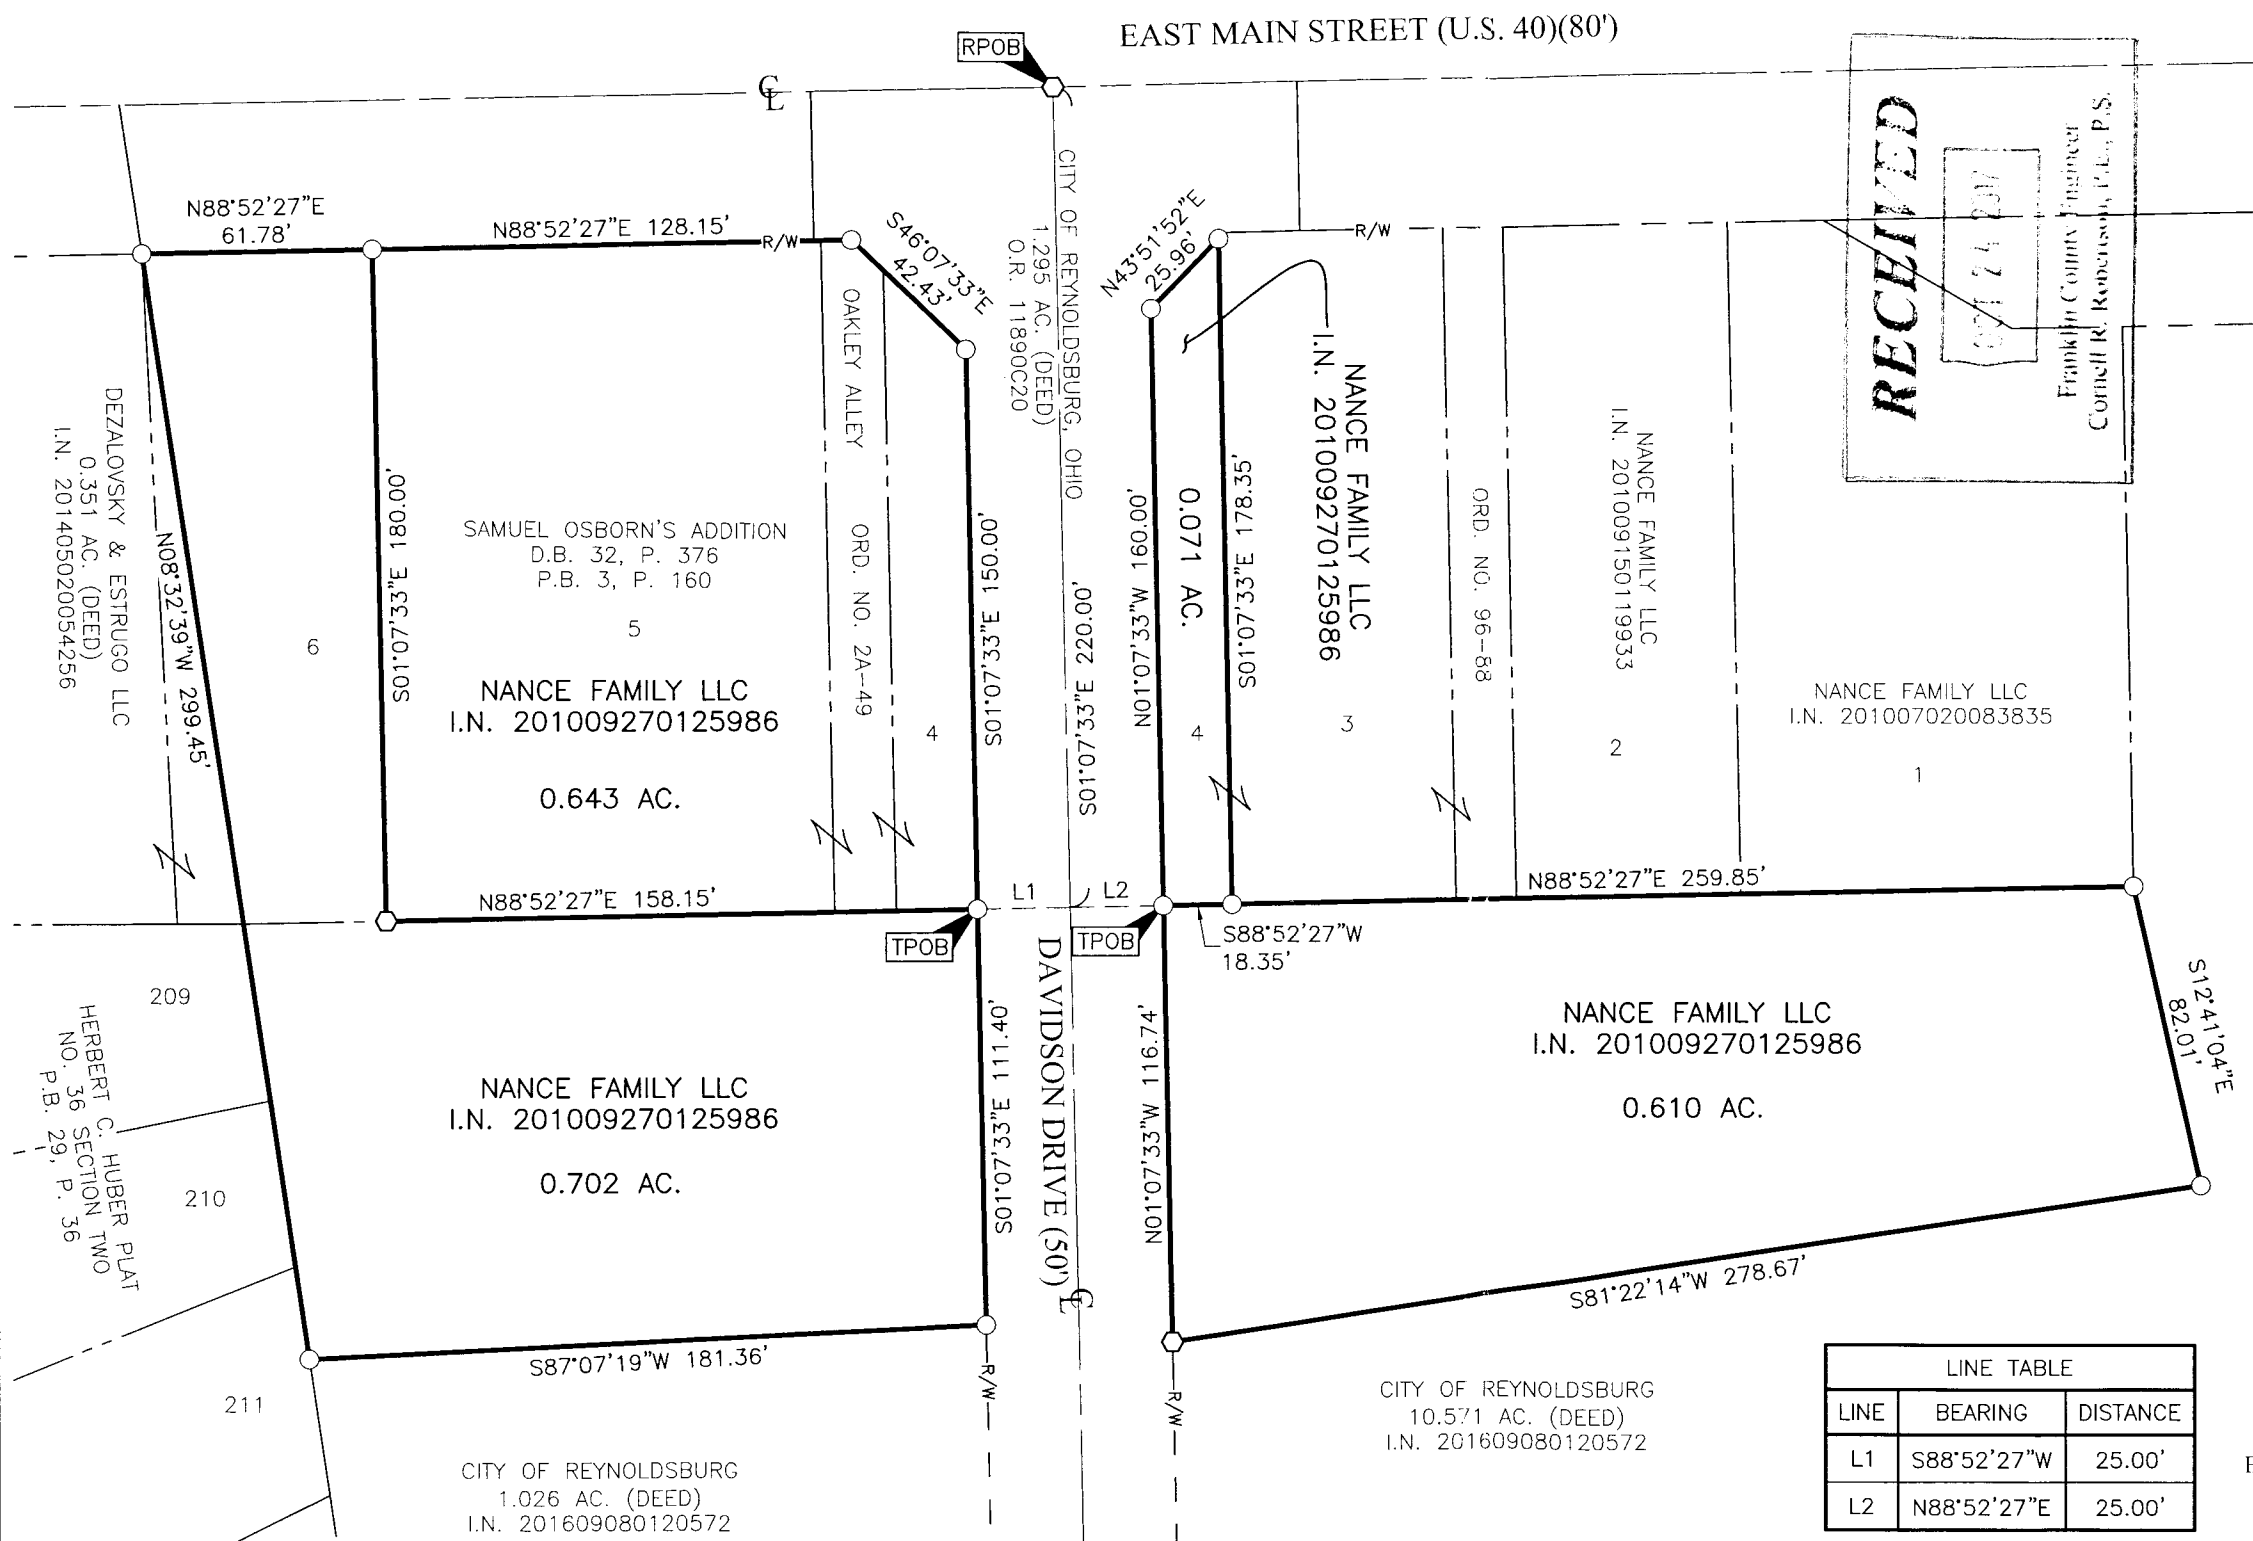 EAST MAIN STREET (U.S. 40)(80')
RPOB
CL
RECEIVED
24
P.S.
N88°52'27"E
61.78'
N88°52'27"E 128.15'
R/W
S46°07'33"E
42.43'
CITY OF REYNOLDSBURG, OHIO
1.295 AC. (DEED)
O.R. 11890C20
N43°51'52"E
25.96'
R/W
DEZALOVSKY & ESTRUGO LLC
0.351 AC. (DEED)
I.N. 201405020054256
N08°32'39"W 299.45'
6
S01°07'33"E 180.00'
SAMUEL OSBORN'S ADDITION
D.B. 32, P. 376
P.B. 3, P. 160
5
NANCE FAMILY LLC
I.N. 201009270125986
0.643 AC.
OAKLEY ALLEY ORD. NO. 2A-49
4
S01°07'33"E 150.00'
S01°07'33"E 220.00'
N01°07'33"W 160.00'
0.071 AC.
4
S01°07'33"E 178.35'
NANCE FAMILY LLC
I.N. 201009270125986
3
ORD. NO. 96-88
NANCE FAMILY LLC
I.N. 201009150119933
2
NANCE FAMILY LLC
I.N. 201007020083835
1
N88°52'27"E 158.15'
L1
L2
N88°52'27"E 259.85'
TPOB
TPOB
S88°52'27"W
18.35'
209
HERBERT C. HUBER PLAT
NO. 36 SECTION TWO
P.B. 29, P. 36
210
211
NANCE FAMILY LLC
I.N. 201009270125986
0.702 AC.
S01°07'33"E 111.40'
DAVIDSON DRIVE (50')
CL
N01°07'33"W 116.74'
NANCE FAMILY LLC
I.N. 201009270125986
0.610 AC.
S12°41'04"E
82.01'
S87°07'19"W 181.36'
S81°22'14"W 278.67'
R/W
R/W
CITY OF REYNOLDSBURG
1.026 AC. (DEED)
I.N. 201609080120572
CITY OF REYNOLDSBURG
10.571 AC. (DEED)
I.N. 201609080120572
LINE TABLE
LINE BEARING DISTANCE
L1 S88°52'27"W 25.00'
L2 N88°52'27"E 25.00'